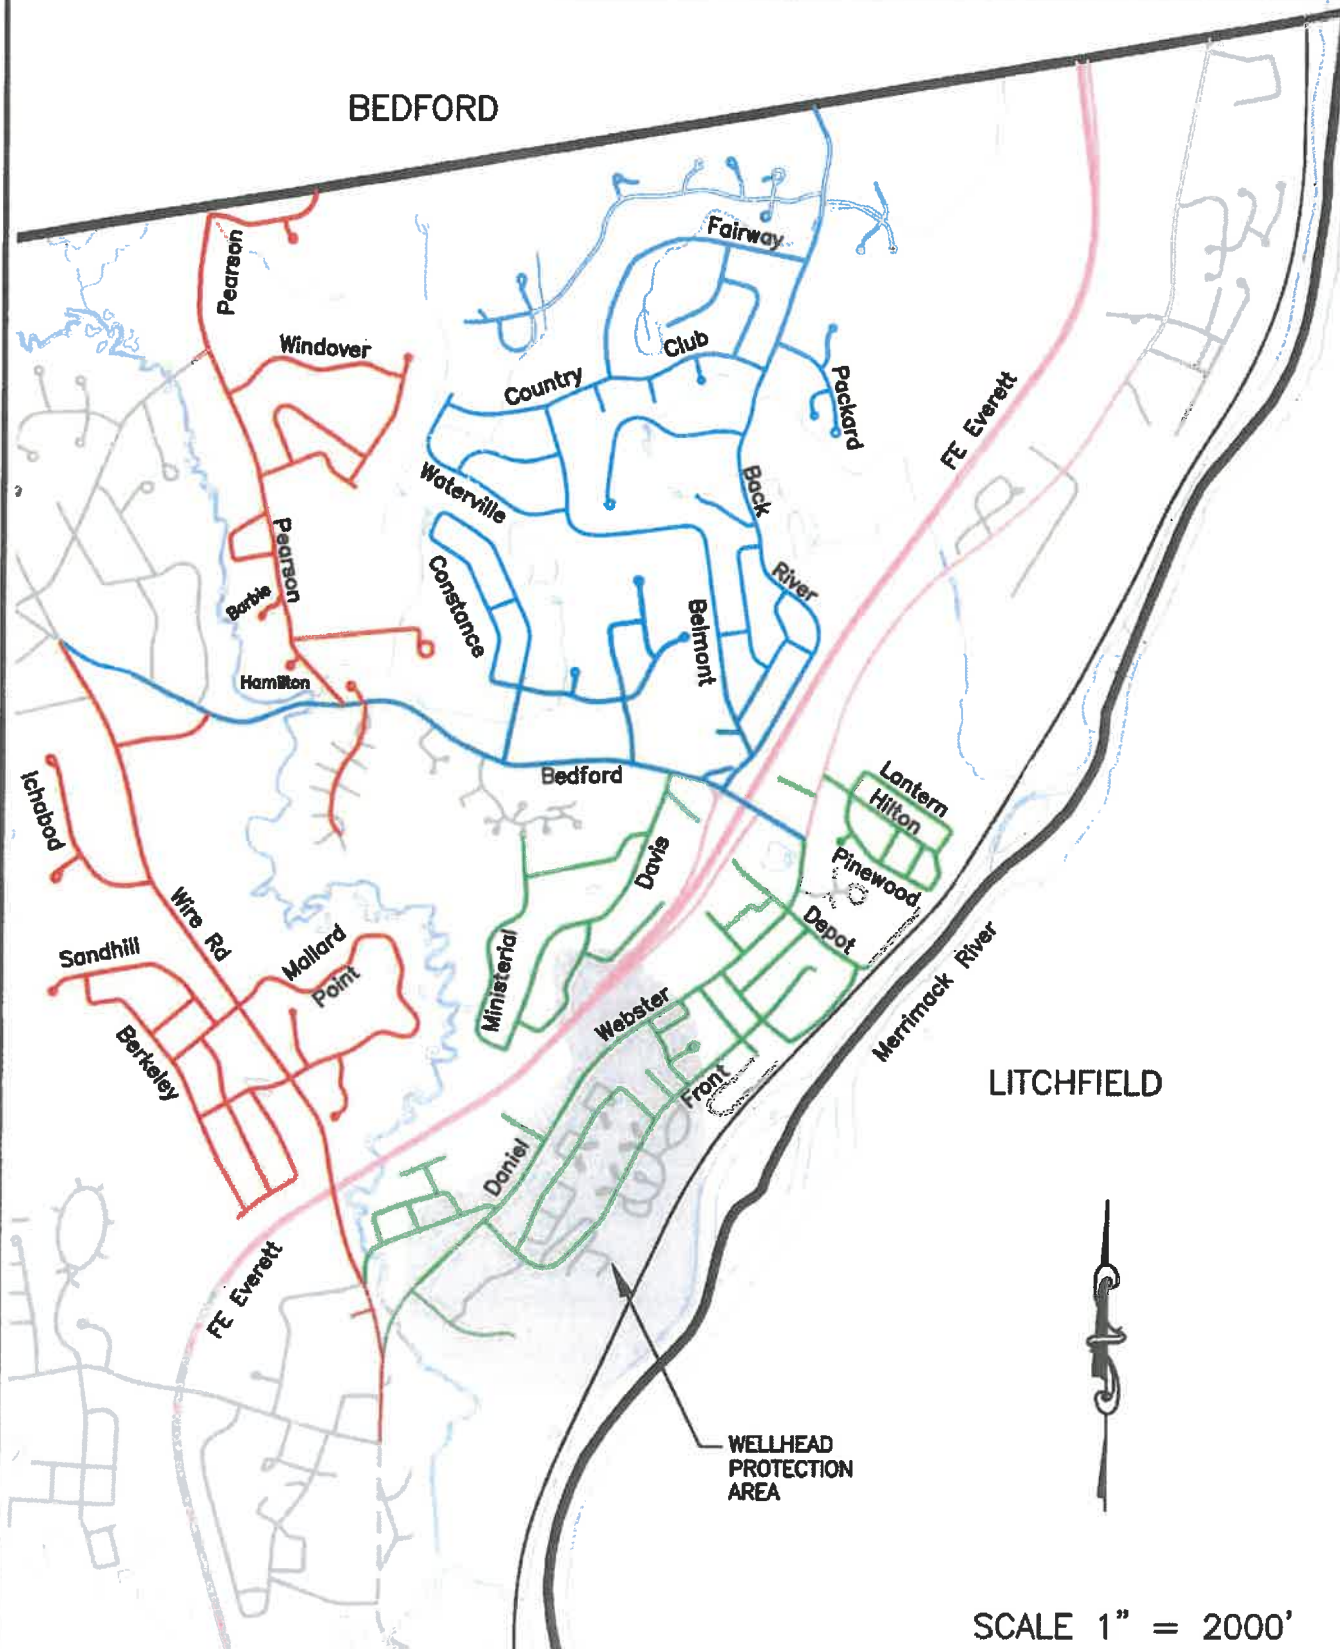 BEDFORD
Fairway
Pearson
Windover
Club
Country
Packard
FE Everett
Waterville
Back
Pearson
Constance
River
Barbie
Belmont
Hamilton
Bedford
Lantern
Hilton
Ichabod
Davis
Pinewood
Wire Rd
Depot
Sandhill
Mallard
Point
Ministerial
Merrimack River
Webster
Berkeley
Front
LITCHFIELD
Daniel
FE Everett
WELLHEAD
PROTECTION
AREA
SCALE 1" = 2000'